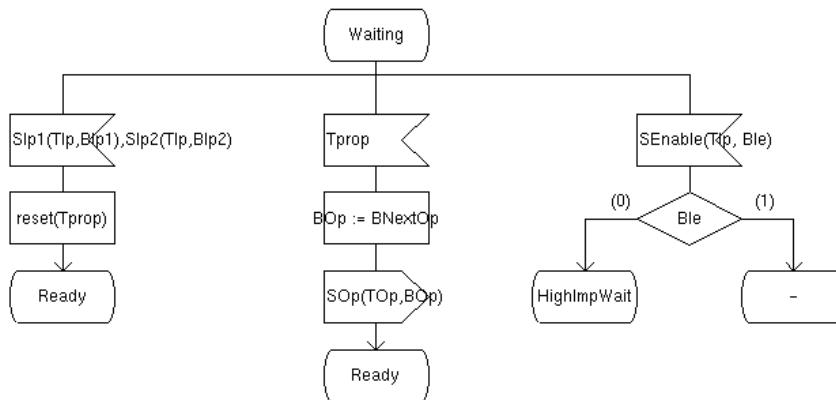 Waiting
SIp1(TIp,BIp1),SIp2(TIp,BIp2)
Tprop
SEnable(TIp, BIe)
reset(Tprop)
BOp := BNextOp
(0)
BIe
(1)
Ready
SOp(TOp,BOp)
HighImpWait
-
Ready